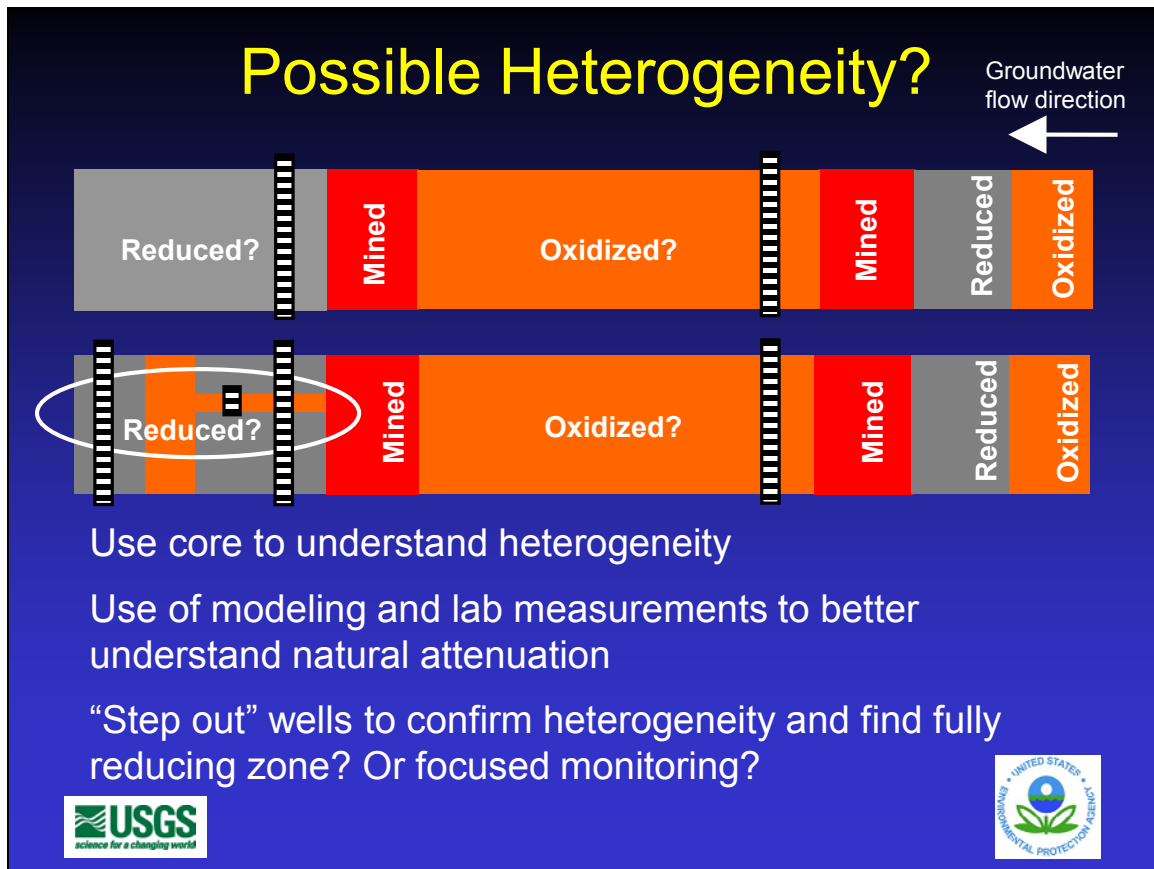 Possible Heterogeneity?
Groundwater
flow direction
Reduced?
Mined
Oxidized?
Mined
Reduced
Oxidized
Reduced?
Mined
Oxidized?
Mined
Reduced
Oxidized
Use core to understand heterogeneity
Use of modeling and lab measurements to better
understand natural attenuation
“Step out” wells to confirm heterogeneity and find fully
reducing zone? Or focused monitoring?
USGS
science for a changing world
UNITED STATES
ENVIRONMENTAL PROTECTION AGENCY